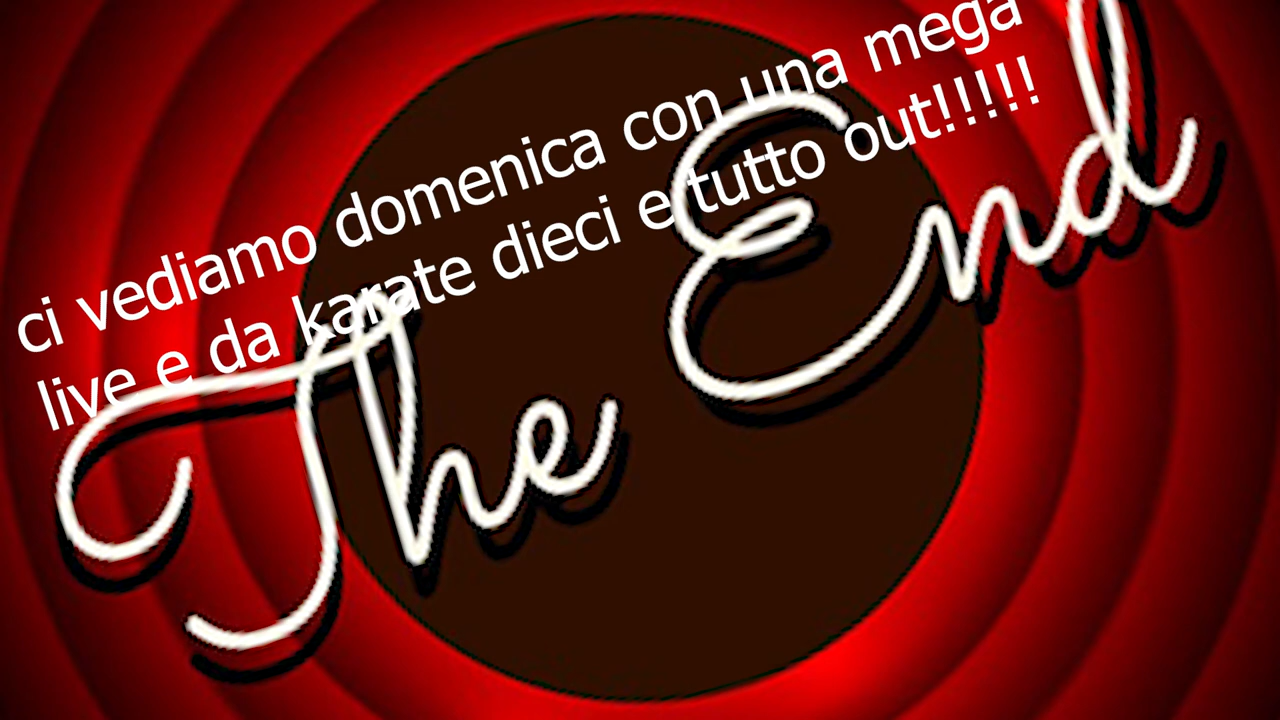 ci vediamo domenica con una mega
live e da karate dieci e tutto out!!!!!
The End